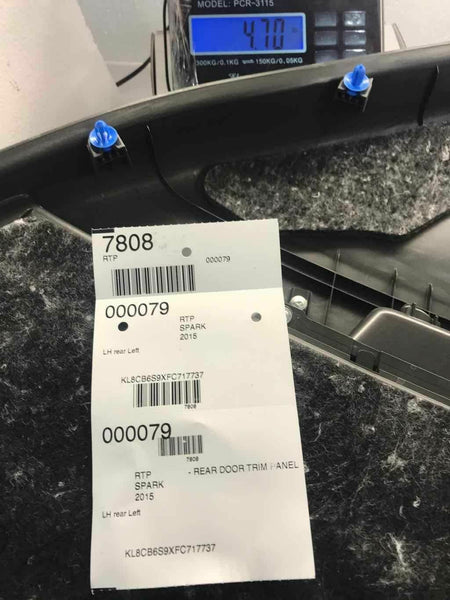 MODEL: PCR-3115
4.70
300KG/0.1KG 150KG/0.05KG
7808
RTP
000079
000079
RTP
SPARK
2015
LH rear Left
KL8CB6S9XFC717737
7808
000079
7808
RTP - REAR DOOR TRIM PANEL
SPARK
2015
LH rear Left
KL8CB6S9XFC717737